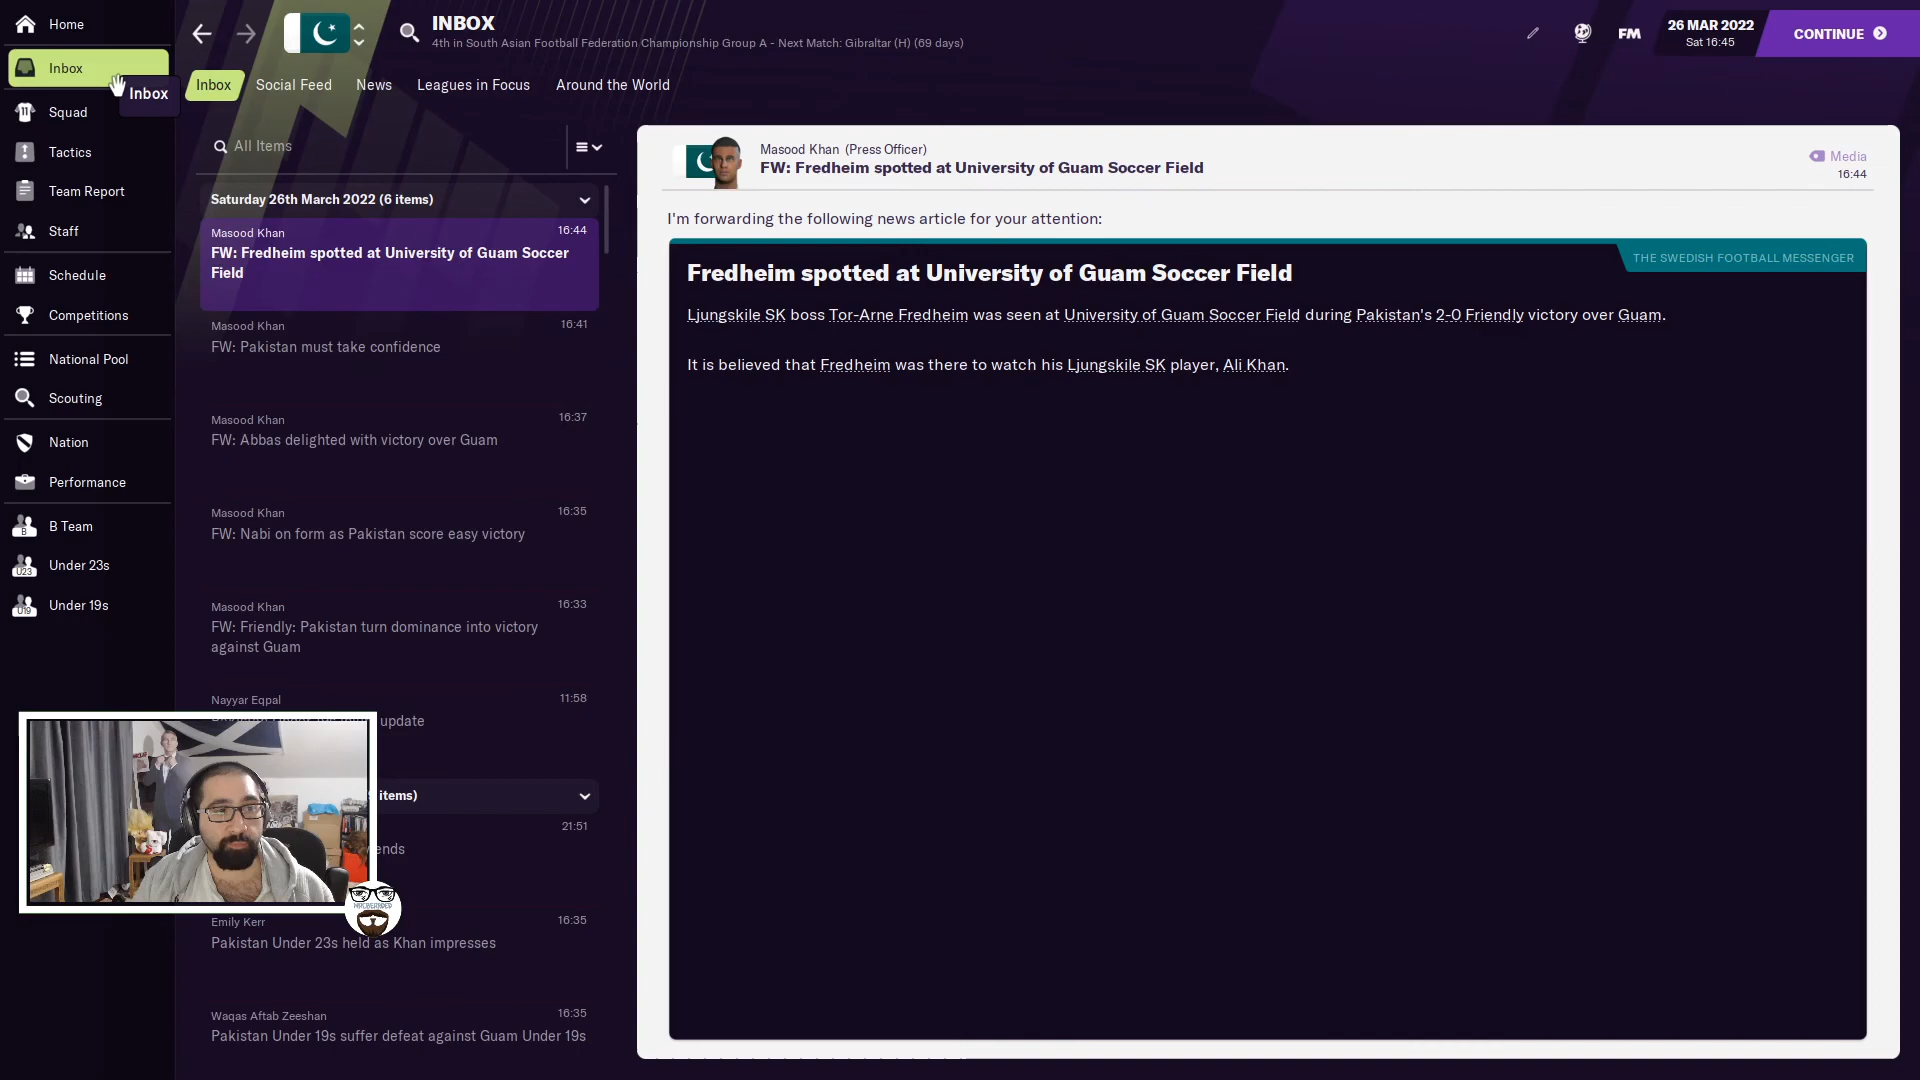 Home
INBOX
4th in South Asian Football Federation Championship Group A - Next Match: Gibraltar (H) (69 days)
FM
26 MAR 2022
Sat 16:45
CONTINUE
Inbox
Inbox
Squad
Tactics
Team Report
Staff
Schedule
Competitions
National Pool
Scouting
Nation
Performance
B
B Team
U23
Under 23s
U19
Under 19s
Inbox
Social Feed
News
Leagues in Focus
Around the World
All Items
Saturday 26th March 2022 (6 items)
Masood Khan
16:44
FW: Fredheim spotted at University of Guam Soccer
Field
Masood Khan
16:41
FW: Pakistan must take confidence
Masood Khan
16:37
FW: Abbas delighted with victory over Guam
Masood Khan
16:35
FW: Nabi on form as Pakistan score easy victory
Masood Khan
16:33
FW: Friendly: Pakistan turn dominance into victory
against Guam
Nayyar Eqpal
11:58
update
items)
21:51
ends
Emily Kerr
16:35
Pakistan Under 23s held as Khan impresses
Waqas Aftab Zeeshan
16:35
Pakistan Under 19s suffer defeat against Guam Under 19s
Masood Khan (Press Officer)
FW: Fredheim spotted at University of Guam Soccer Field
Media
16:44
I'm forwarding the following news article for your attention:
THE SWEDISH FOOTBALL MESSENGER
Fredheim spotted at University of Guam Soccer Field
Ljungskile SK boss Tor-Arne Fredheim was seen at University of Guam Soccer Field during Pakistan's 2-0 Friendly victory over Guam.
It is believed that Fredheim was there to watch his Ljungskile SK player, Ali Khan.